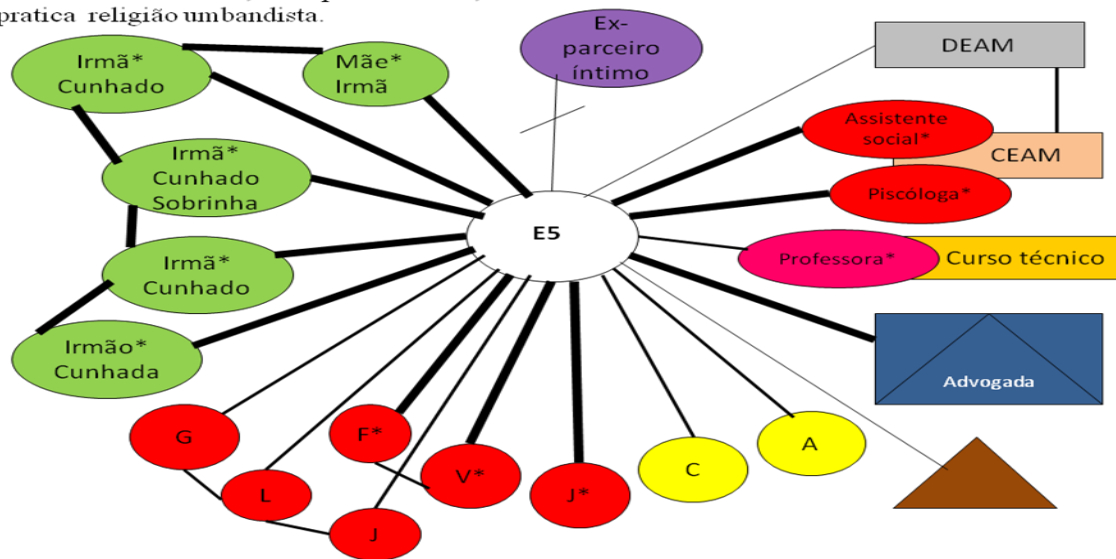 pratica religião umbandista.
Ex-
parceiro
íntimo
DEAM
Irmã*
Cunhado
Mãe*
Irmã
Assistente
social*
CEAM
Irmã*
Cunhado
Sobrinha
Piscóloga*
E5
Professora*
Curso técnico
Irmã*
Cunhado
Irmão*
Cunhada
Advogada
G
F*
A
V*
C
L
J*
J